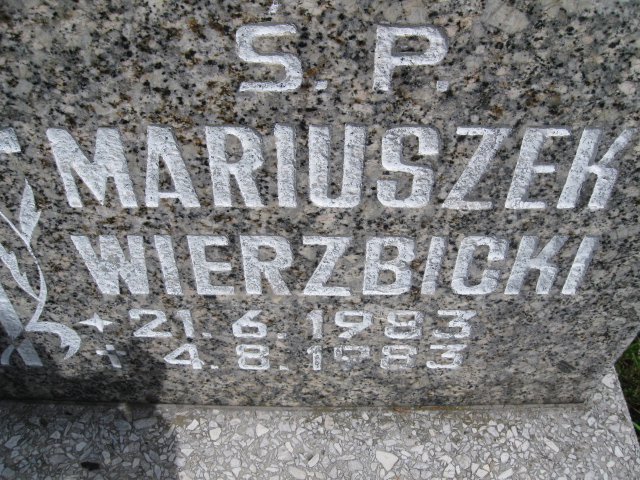 Ś. P.
MARIUSZEK
WIERZBICKI
21. 6. 1983
4. 8. 1983